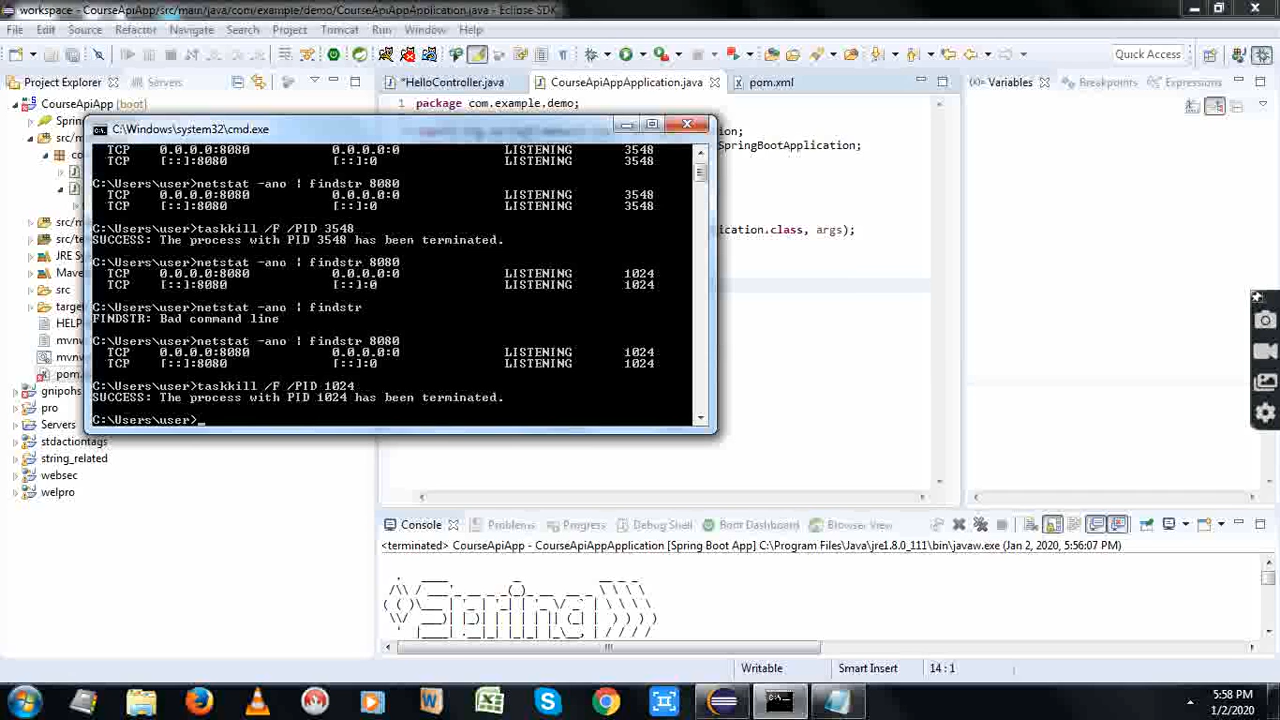 workspace - CourseApiApp/src/main/java/com/example/demo/CourseApiAppApplication.java - Eclipse SDK
File Edit Source Refactor Navigate Search Project Tomcat Run Window Help
Quick Access
Project Explorer Servers
*HelloController.java CourseApiAppApplication.java pom.xml
Variables Breakpoints Expressions
CourseApiApp [boot]
1 package com.example.demo;
C:\Windows\system32\cmd.exe
SpringBootApplication;
TCP 0.0.0.0:8080 0.0.0.0:0 LISTENING 3548
TCP [::]:8080 [::]:0 LISTENING 3548
C:\Users\user>netstat -ano | findstr 8080
TCP 0.0.0.0:8080 0.0.0.0:0 LISTENING 3548
TCP [::]:8080 [::]:0 LISTENING 3548
C:\Users\user>taskkill /F /PID 3548
SUCCESS: The process with PID 3548 has been terminated.
ication.class, args);
C:\Users\user>netstat -ano | findstr 8080
TCP 0.0.0.0:8080 0.0.0.0:0 LISTENING 1024
TCP [::]:8080 [::]:0 LISTENING 1024
C:\Users\user>netstat -ano | findstr
FINDSTR: Bad command line
C:\Users\user>netstat -ano | findstr 8080
TCP 0.0.0.0:8080 0.0.0.0:0 LISTENING 1024
TCP [::]:8080 [::]:0 LISTENING 1024
C:\Users\user>taskkill /F /PID 1024
SUCCESS: The process with PID 1024 has been terminated.
C:\Users\user>_
Sprin
src/m
co
src/m
src/te
JRE Sy
Mave
src
target
HELP
mvnw
mvnw
pom.
gnipohs
pro
Servers
stdactiontags
string_related
websec
welpro
Console Problems Progress Debug Shell Boot Dashboard Browser View
<terminated> CourseApiApp - CourseApiAppApplication [Spring Boot App] C:\Program Files\Java\jre1.8.0_111\bin\javaw.exe (Jan 2, 2020, 5:56:07 PM)
Spring
Writable Smart Insert 14 : 1
5:58 PM
1/2/2020